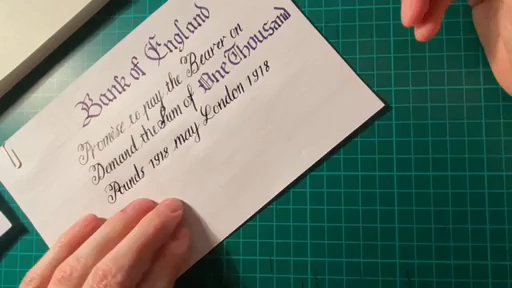 Bank of England
Promise to pay the Bearer on
Demand the Sum of One Thousand
Pounds 1918 may London 1918